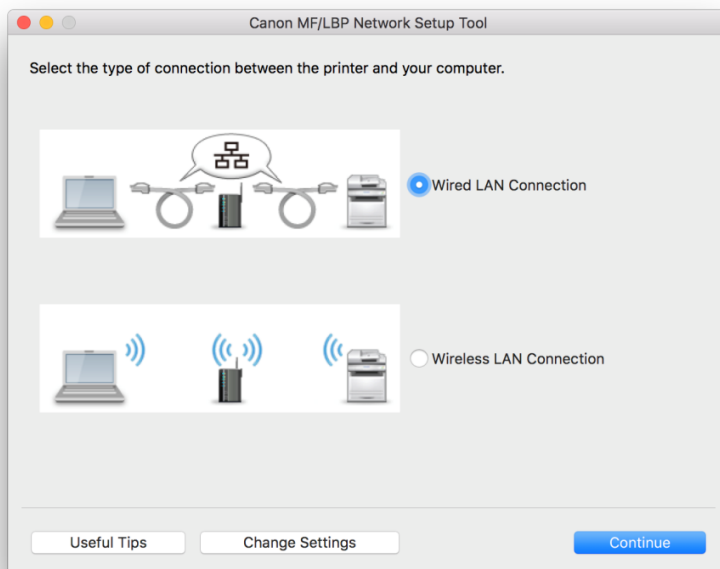 Canon MF/LBP Network Setup Tool
Select the type of connection between the printer and your computer.
Wired LAN Connection
Wireless LAN Connection
Useful Tips
Change Settings
Continue